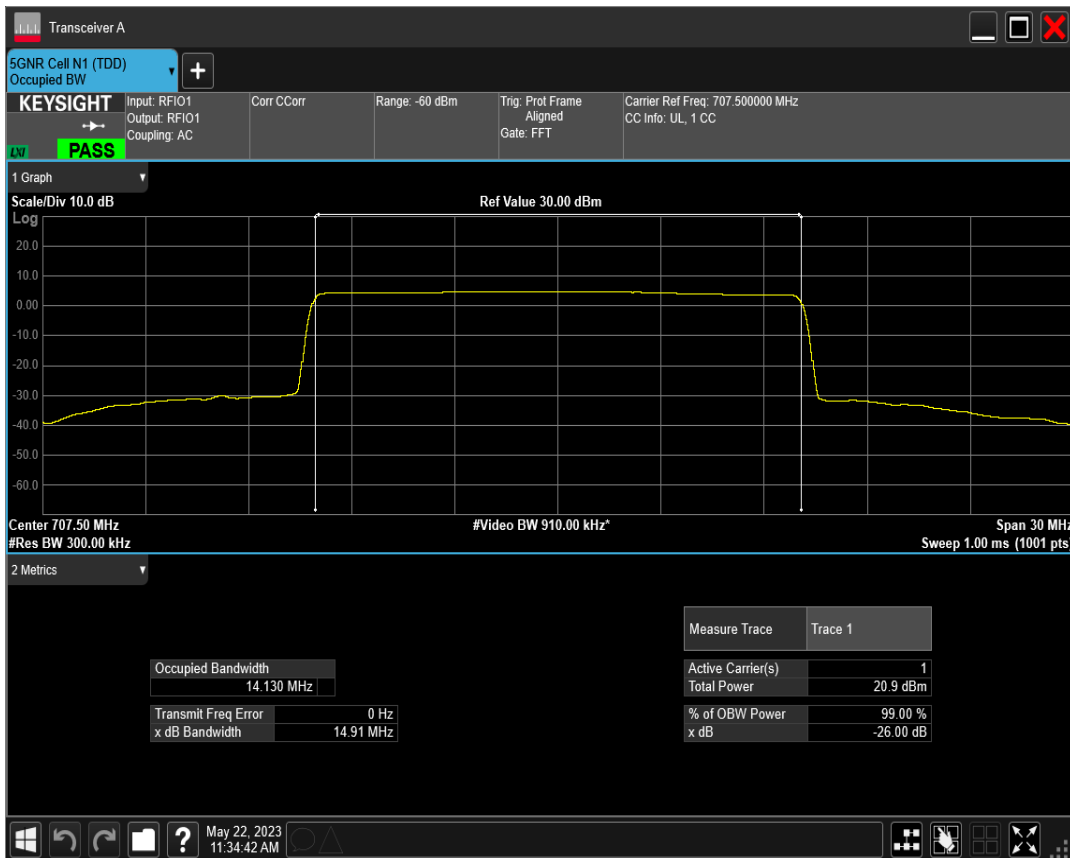 Transceiver A
5GNR Cell N1 (TDD)
Occupied BW
+
KEYSIGHT
LXI
PASS
Input: RFIO1
Output: RFIO1
Coupling: AC
Corr CCorr
Range: -60 dBm
Trig: Prot Frame
Aligned
Gate: FFT
Carrier Ref Freq: 707.500000 MHz
CC Info: UL, 1 CC
1 Graph
Scale/Div 10.0 dB
Ref Value 30.00 dBm
Log
20.0
10.0
0.00
-10.0
-20.0
-30.0
-40.0
-50.0
-60.0
Center 707.50 MHz
#Video BW 910.00 kHz*
Span 30 MHz
#Res BW 300.00 kHz
Sweep 1.00 ms (1001 pts)
2 Metrics
Measure Trace Trace 1
Occupied Bandwidth
14.130 MHz
Active Carrier(s) 1
Total Power 20.9 dBm
Transmit Freq Error 0 Hz
x dB Bandwidth 14.91 MHz
% of OBW Power 99.00 %
x dB -26.00 dB
?
May 22, 2023
11:34:42 AM